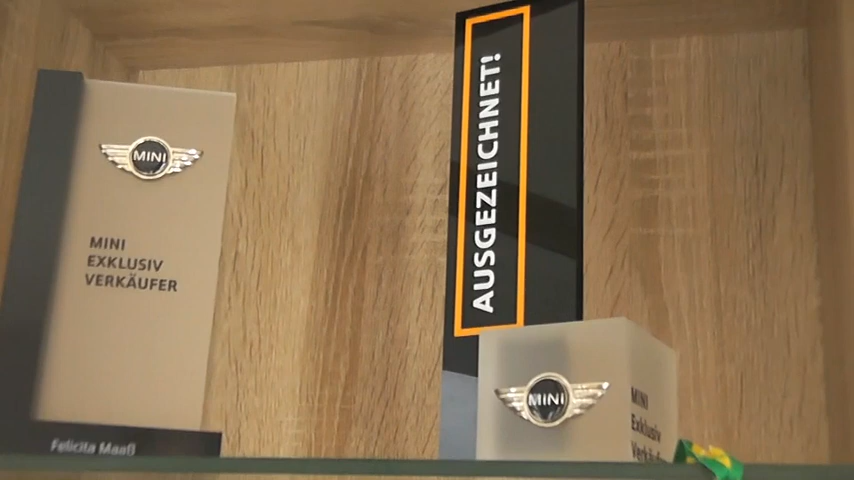 MINI
MINI
EXKLUSIV
VERKÄUFER
Felicita Maaß
AUSGEZEICHNET!
MINI
MINI
Exklusiv